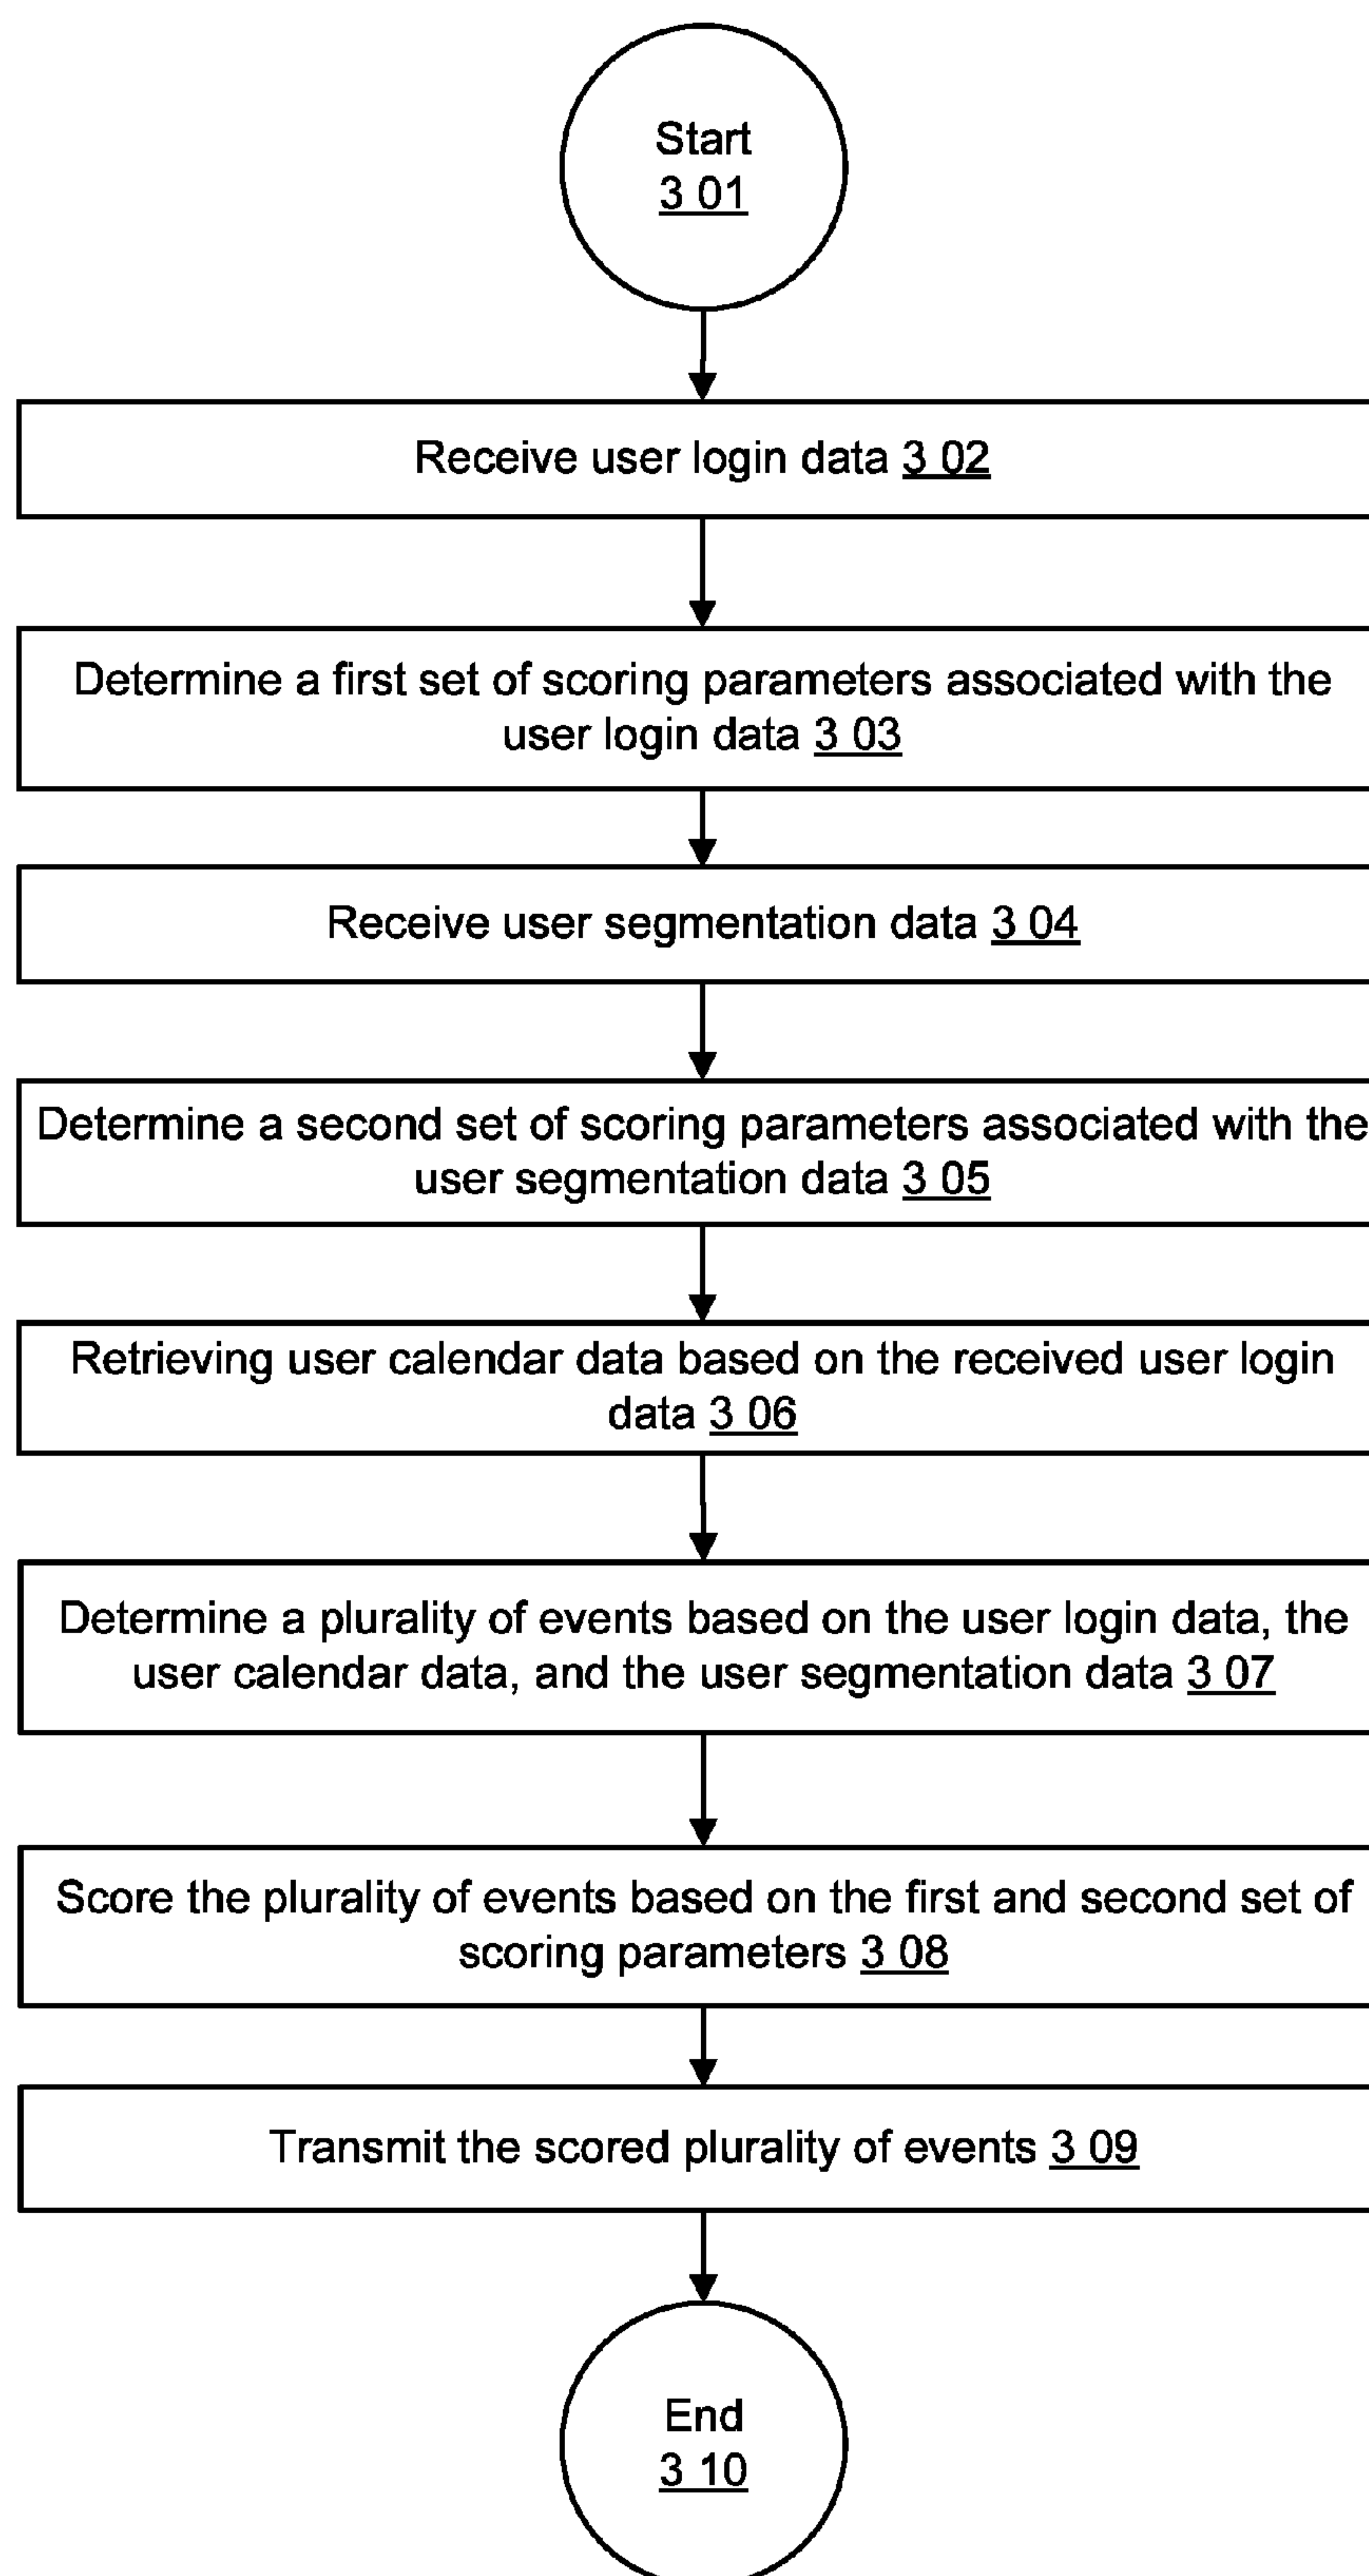 Start
3 01
Receive user login data 3 02
Determine a first set of scoring parameters associated with the
user login data 3 03
Receive user segmentation data 3 04
Determine a second set of scoring parameters associated with the
user segmentation data 3 05
Retrieving user calendar data based on the received user login
data 3 06
Determine a plurality of events based on the user login data, the
user calendar data, and the user segmentation data 3 07
Score the plurality of events based on the first and second set of
scoring parameters 3 08
Transmit the scored plurality of events 3 09
End
3 10